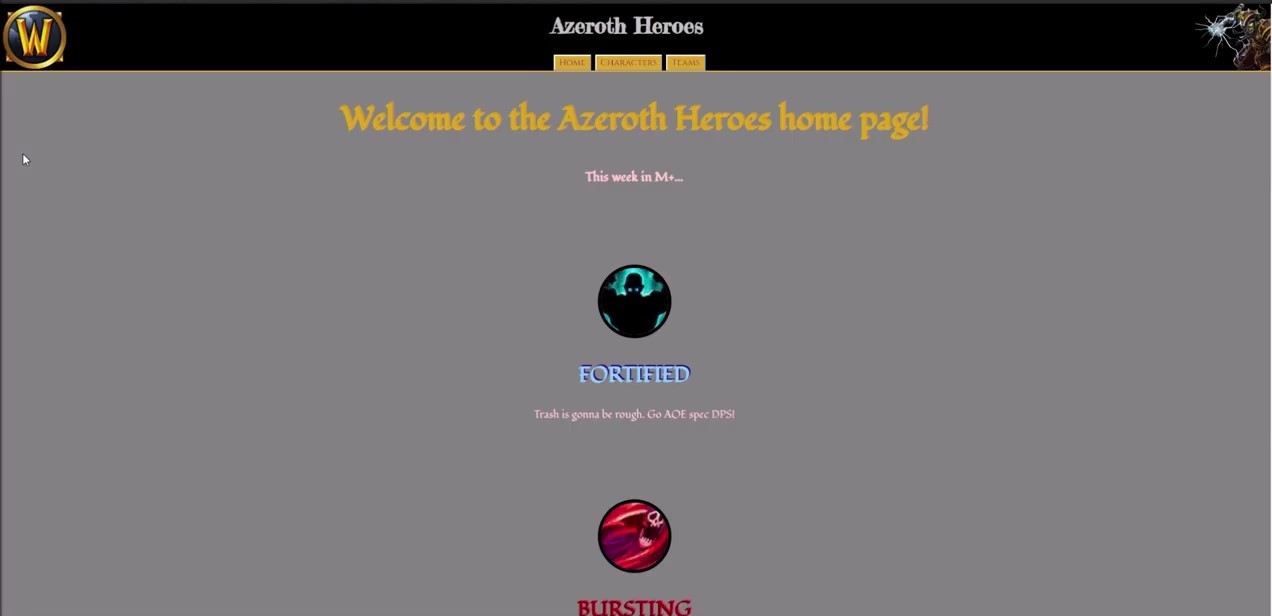 W
Azeroth Heroes
HOME CHARACTERS TEAMS
Welcome to the Azeroth Heroes home page!
This week in M+...
FORTIFIED
Trash is gonna be rough. Go AOE spec DPS!
BURSTING